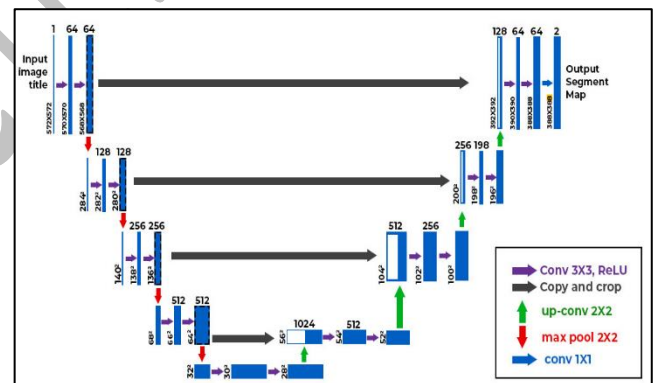 1 64 64
128 64 64 2
Input
image
title
572X572
570X570
568X568
392X392
390X390
388X388
388X388
Output
Segment
Map
128 128
256 198
284²
282²
280²
200²
198²
196²
256 256
512 256
140²
138²
136²
104²
102²
100²
512 512
1024 512
68²
66²
64²
56²
54²
52²
32²
30²
28²
Conv 3X3, ReLU
Copy and crop
up-conv 2X2
max pool 2X2
conv 1X1